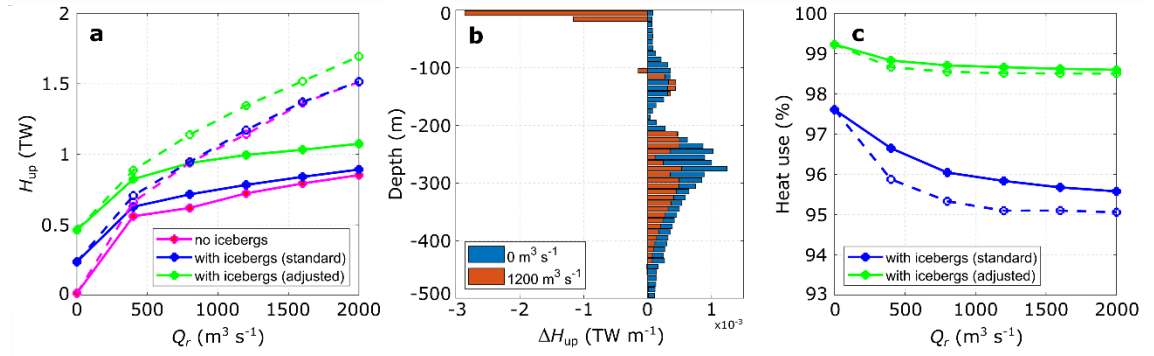 a
H_up (TW)
2
1.5
1
0.5
0
0 500 1000 1500 2000
Q_r (m³ s⁻¹)
no icebergs
with icebergs (standard)
with icebergs (adjusted)
b
Depth (m)
0
-100
-200
-300
-400
-500
-3 -2 -1 0 1
×10⁻³
ΔH_up (TW m⁻¹)
0 m³ s⁻¹
1200 m³ s⁻¹
c
Heat use (%)
100
99
98
97
96
95
94
93
0 500 1000 1500 2000
Q_r (m³ s⁻¹)
with icebergs (standard)
with icebergs (adjusted)